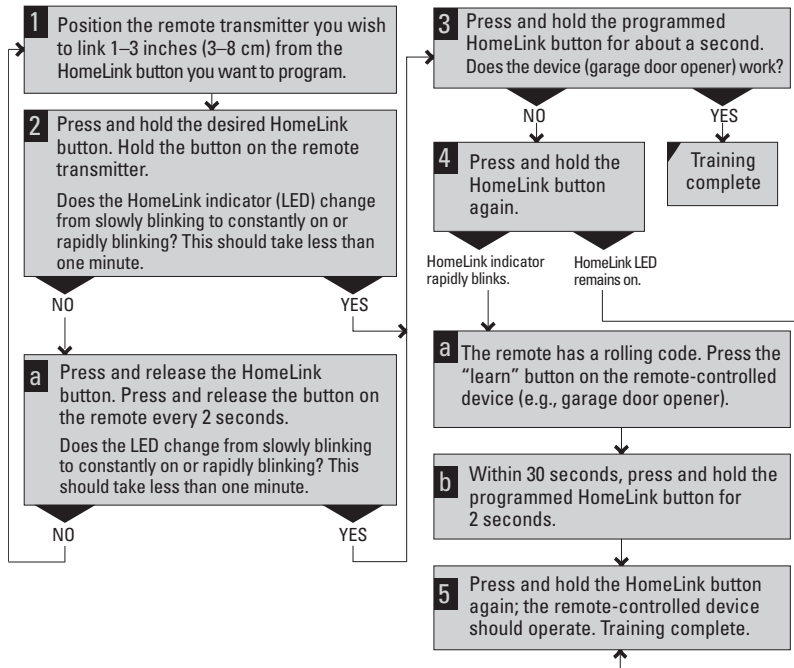 1 Position the remote transmitter you wish
to link 1–3 inches (3–8 cm) from the
HomeLink button you want to program.
2 Press and hold the desired HomeLink
button. Hold the button on the remote
transmitter.
Does the HomeLink indicator (LED) change
from slowly blinking to constantly on or
rapidly blinking? This should take less than
one minute.
NO
YES
a Press and release the HomeLink
button. Press and release the button on
the remote every 2 seconds.
Does the LED change from slowly blinking
to constantly on or rapidly blinking? This
should take less than one minute.
NO
YES
3 Press and hold the programmed
HomeLink button for about a second.
Does the device (garage door opener) work?
NO
YES
Training
complete
4 Press and hold the
HomeLink button
again.
HomeLink indicator
rapidly blinks.
HomeLink LED
remains on.
a The remote has a rolling code. Press the
“learn” button on the remote-controlled
device (e.g., garage door opener).
b Within 30 seconds, press and hold the
programmed HomeLink button for
2 seconds.
5 Press and hold the HomeLink button
again; the remote-controlled device
should operate. Training complete.